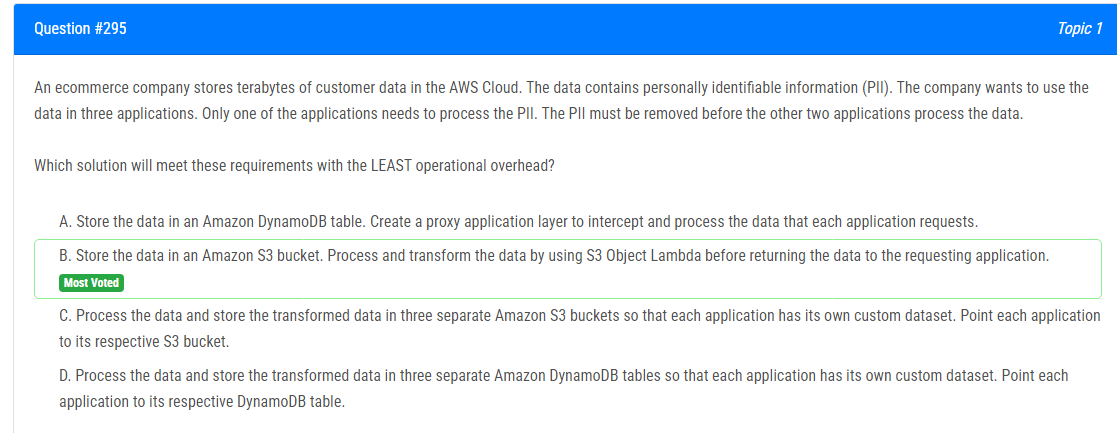 Question #295
Topic 1
An ecommerce company stores terabytes of customer data in the AWS Cloud. The data contains personally identifiable information (PII). The company wants to use the
data in three applications. Only one of the applications needs to process the PII. The PII must be removed before the other two applications process the data.
Which solution will meet these requirements with the LEAST operational overhead?
A. Store the data in an Amazon DynamoDB table. Create a proxy application layer to intercept and process the data that each application requests.
B. Store the data in an Amazon S3 bucket. Process and transform the data by using S3 Object Lambda before returning the data to the requesting application.
Most Voted
C. Process the data and store the transformed data in three separate Amazon S3 buckets so that each application has its own custom dataset. Point each application
to its respective S3 bucket.
D. Process the data and store the transformed data in three separate Amazon DynamoDB tables so that each application has its own custom dataset. Point each
application to its respective DynamoDB table.